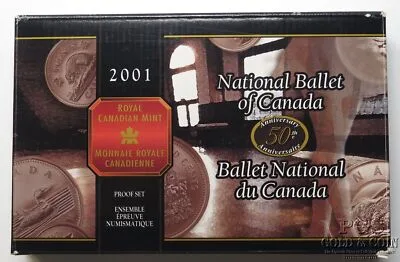 2001
ROYAL
CANADIAN MINT
MONNAIE ROYALE
CANADIENNE
PROOF SET
ENSEMBLE
ÉPREUVE
NUMISMATIQUE
National Ballet
of Canada
Anniversary
50th
Anniversaire
Ballet National
du Canada
GOLD & COIN